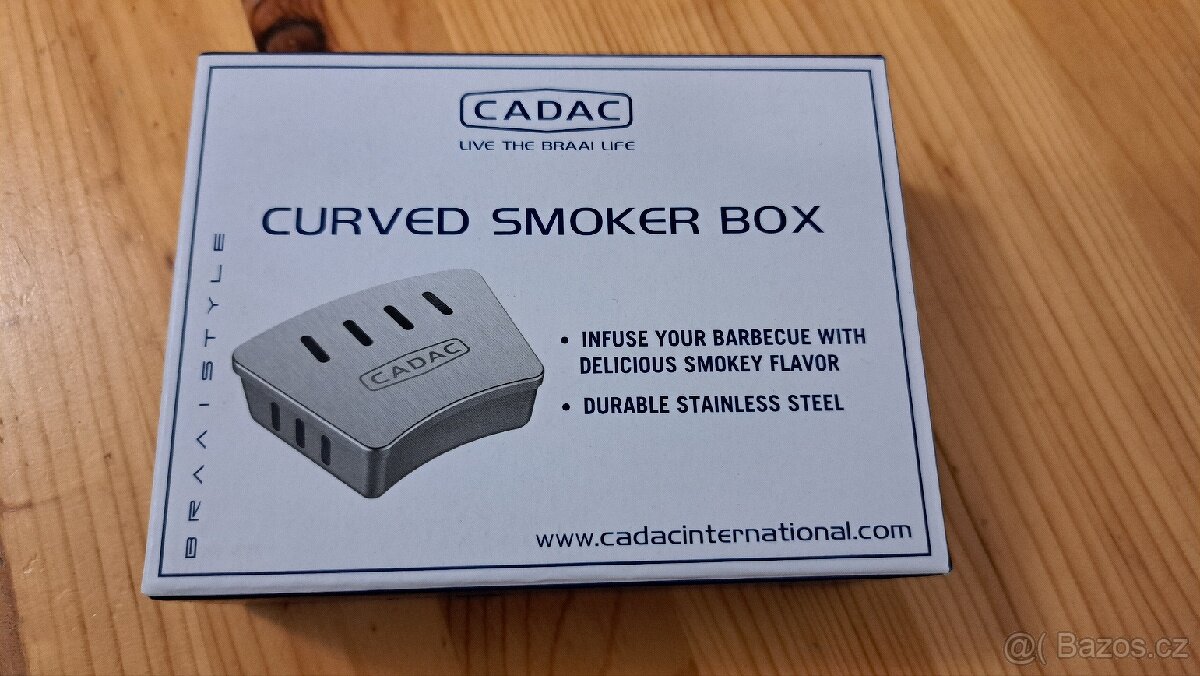 CADAC
LIVE THE BRAAI LIFE
CURVED SMOKER BOX
BRAAI STYLE
CADAC
• INFUSE YOUR BARBECUE WITH
DELICIOUS SMOKEY FLAVOR
• DURABLE STAINLESS STEEL
www.cadacinternational.com
@( Bazos.cz